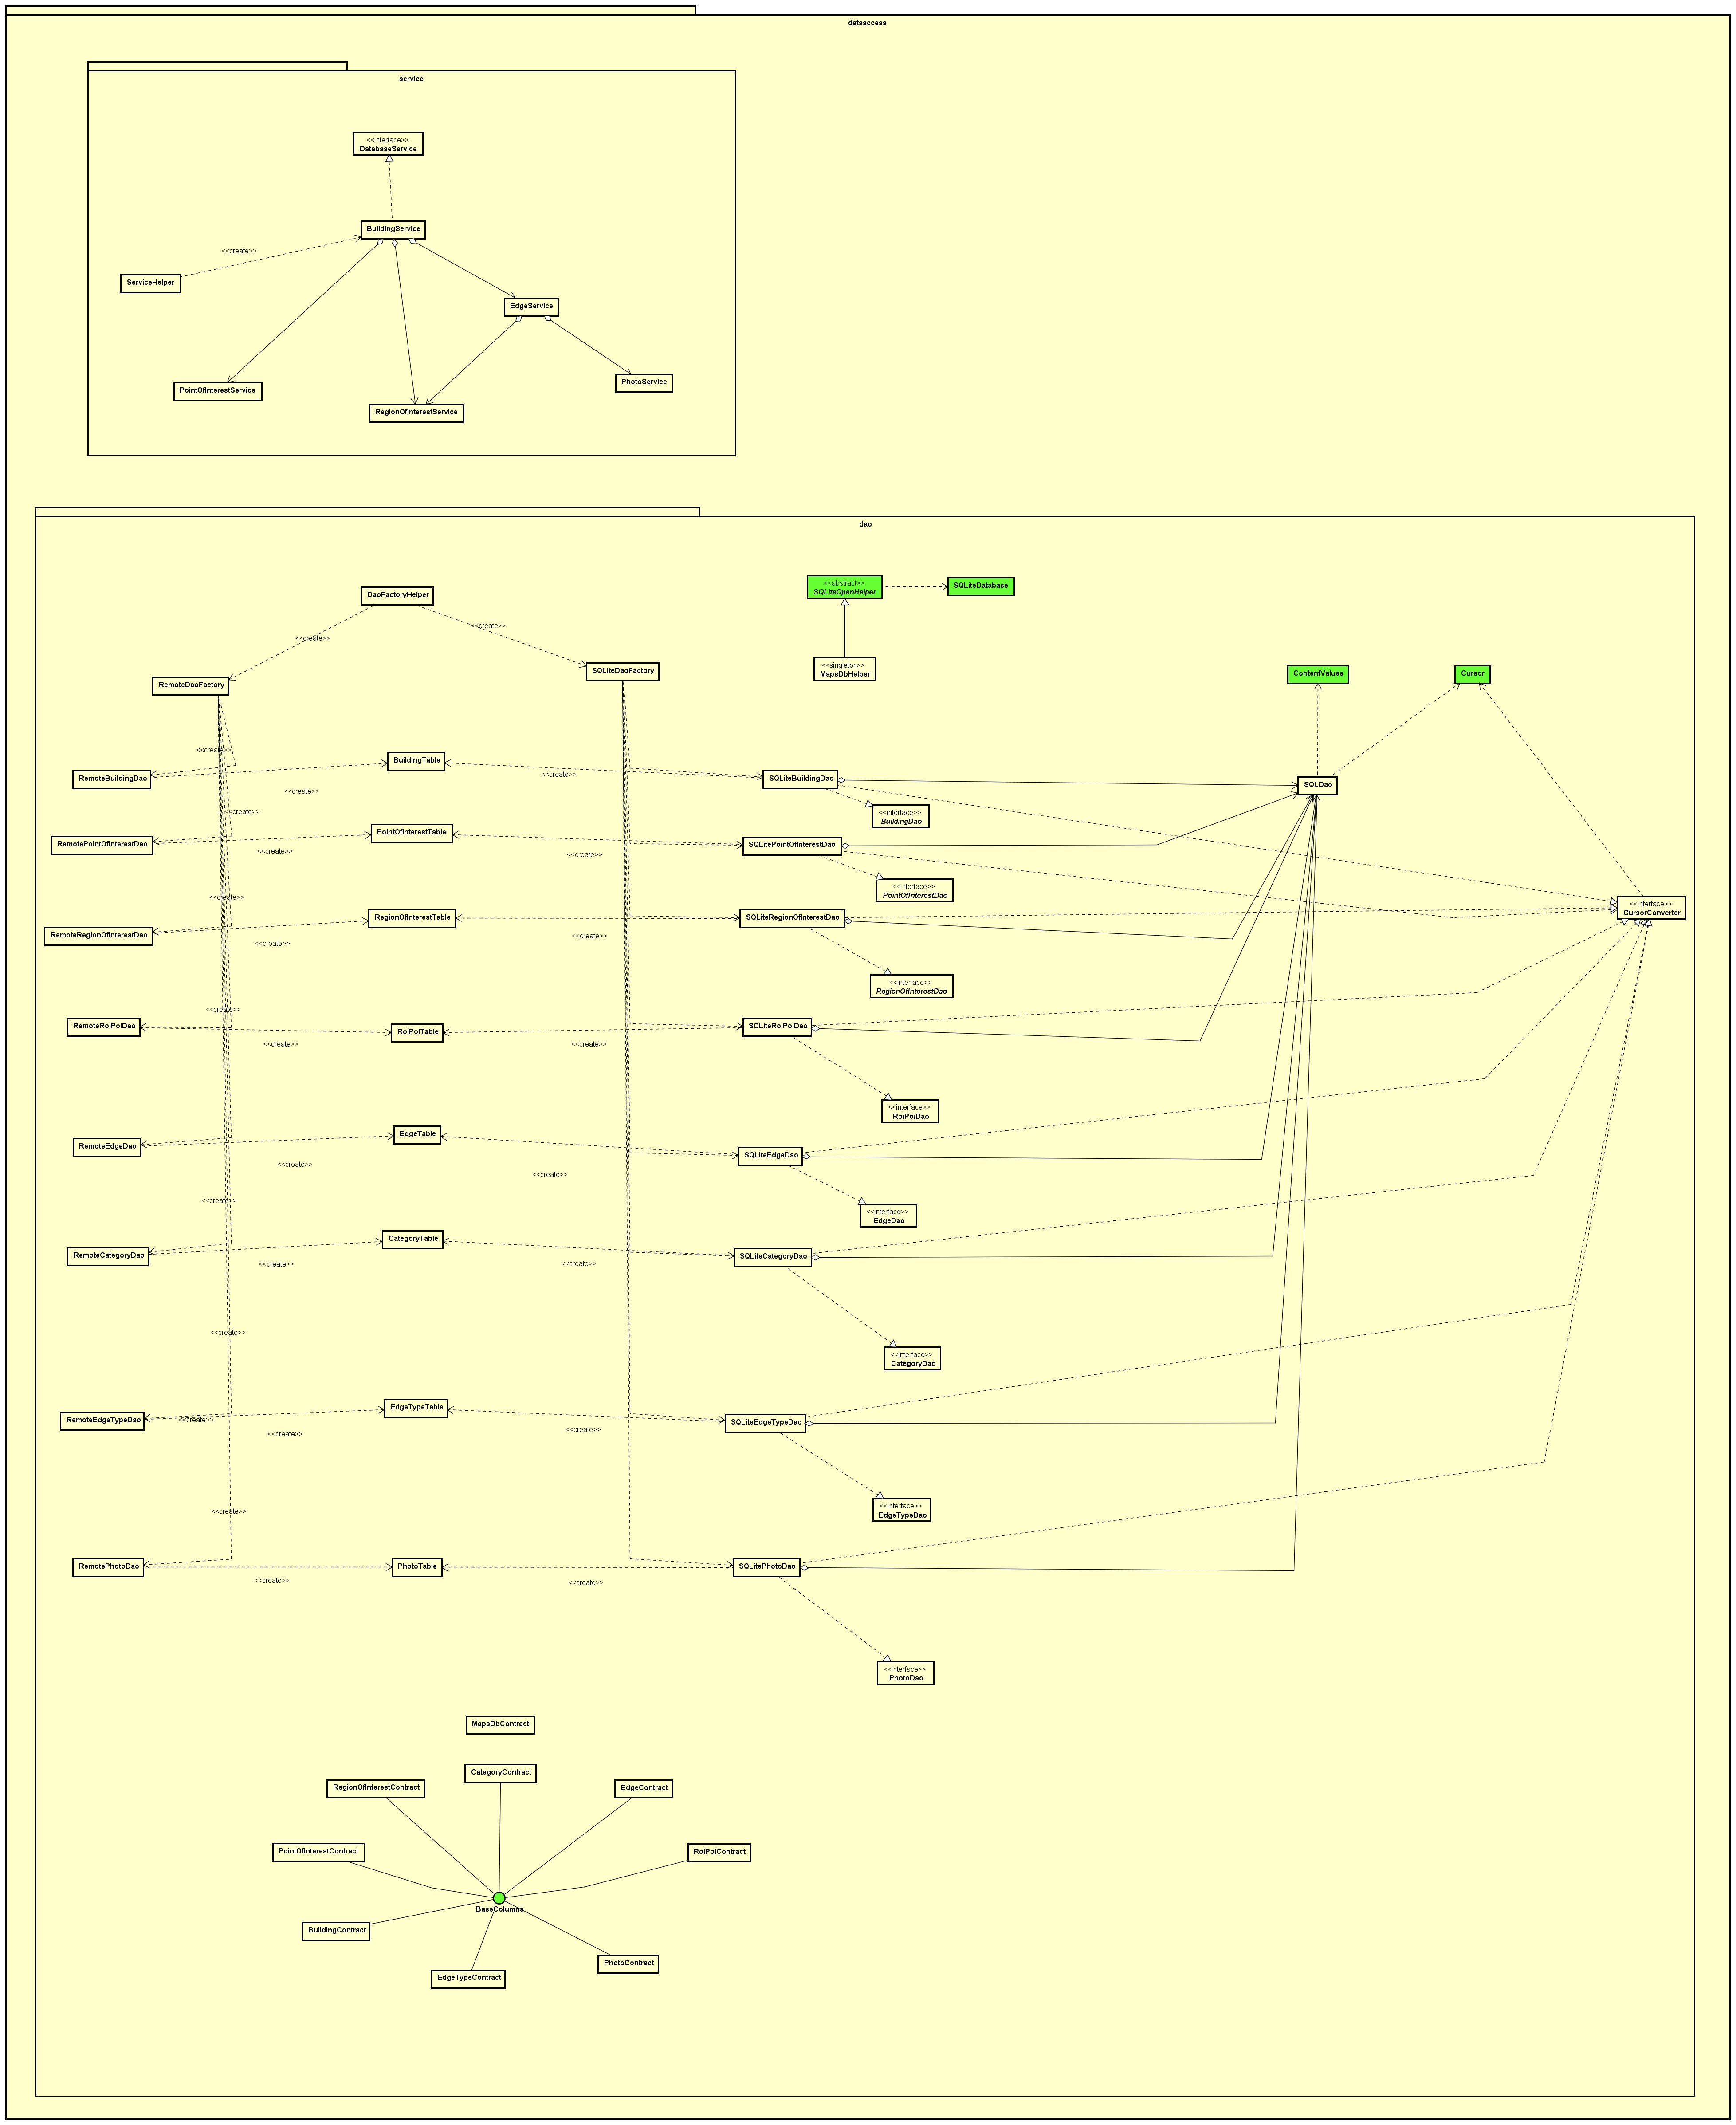 dataaccess
service
<<interface>>
DatabaseService
BuildingService
<<create>>
ServiceHelper
EdgeService
PointOfInterestService
PhotoService
RegionOfInterestService
dao
<<abstract>>
SQLiteOpenHelper
SQLiteDatabase
DaoFactoryHelper
<<create>>
<<create>>
<<singleton>>
MapsDbHelper
SQLiteDaoFactory
RemoteDaoFactory
ContentValues
Cursor
<<create>>
BuildingTable
<<create>>
RemoteBuildingDao
SQLiteBuildingDao
SQLDao
<<create>>
<<interface>>
BuildingDao
<<create>>
PointOfInterestTable
RemotePointOfInterestDao
SQLitePointOfInterestDao
<<create>>
<<create>>
<<interface>>
PointOfInterestDao
<<create>>
<<interface>>
CursorConverter
RegionOfInterestTable
SQLiteRegionOfInterestDao
RemoteRegionOfInterestDao
<<create>>
<<create>>
<<interface>>
RegionOfInterestDao
<<create>>
RemoteRoiPoiDao
RoiPoiTable
SQLiteRoiPoiDao
<<create>>
<<create>>
<<interface>>
RoiPoiDao
EdgeTable
RemoteEdgeDao
SQLiteEdgeDao
<<create>>
<<create>>
<<create>>
<<interface>>
EdgeDao
CategoryTable
RemoteCategoryDao
SQLiteCategoryDao
<<create>>
<<create>>
<<create>>
<<interface>>
CategoryDao
EdgeTypeTable
RemoteEdgeTypeDao
<<create>>
SQLiteEdgeTypeDao
<<create>>
<<create>>
<<interface>>
EdgeTypeDao
<<create>>
RemotePhotoDao
PhotoTable
SQLitePhotoDao
<<create>>
<<create>>
<<interface>>
PhotoDao
MapsDbContract
CategoryContract
RegionOfInterestContract
EdgeContract
PointOfInterestContract
RoiPoiContract
BaseColumns
BuildingContract
PhotoContract
EdgeTypeContract